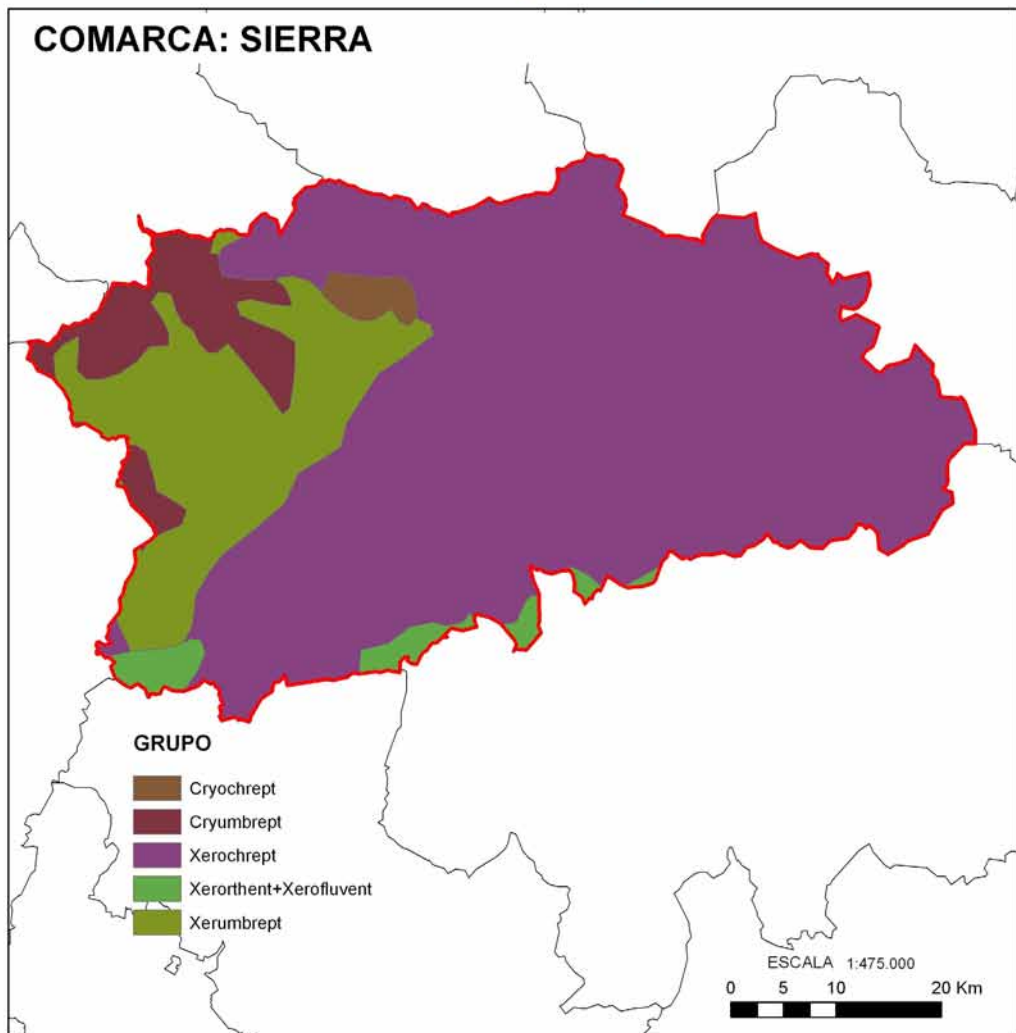 COMARCA: SIERRA
GRUPO
Cryochrept
Cryumbrept
Xerochrept
Xerorthent+Xerofluvent
Xerumbrept
ESCALA 1:475.000
0 5 10 20 Km